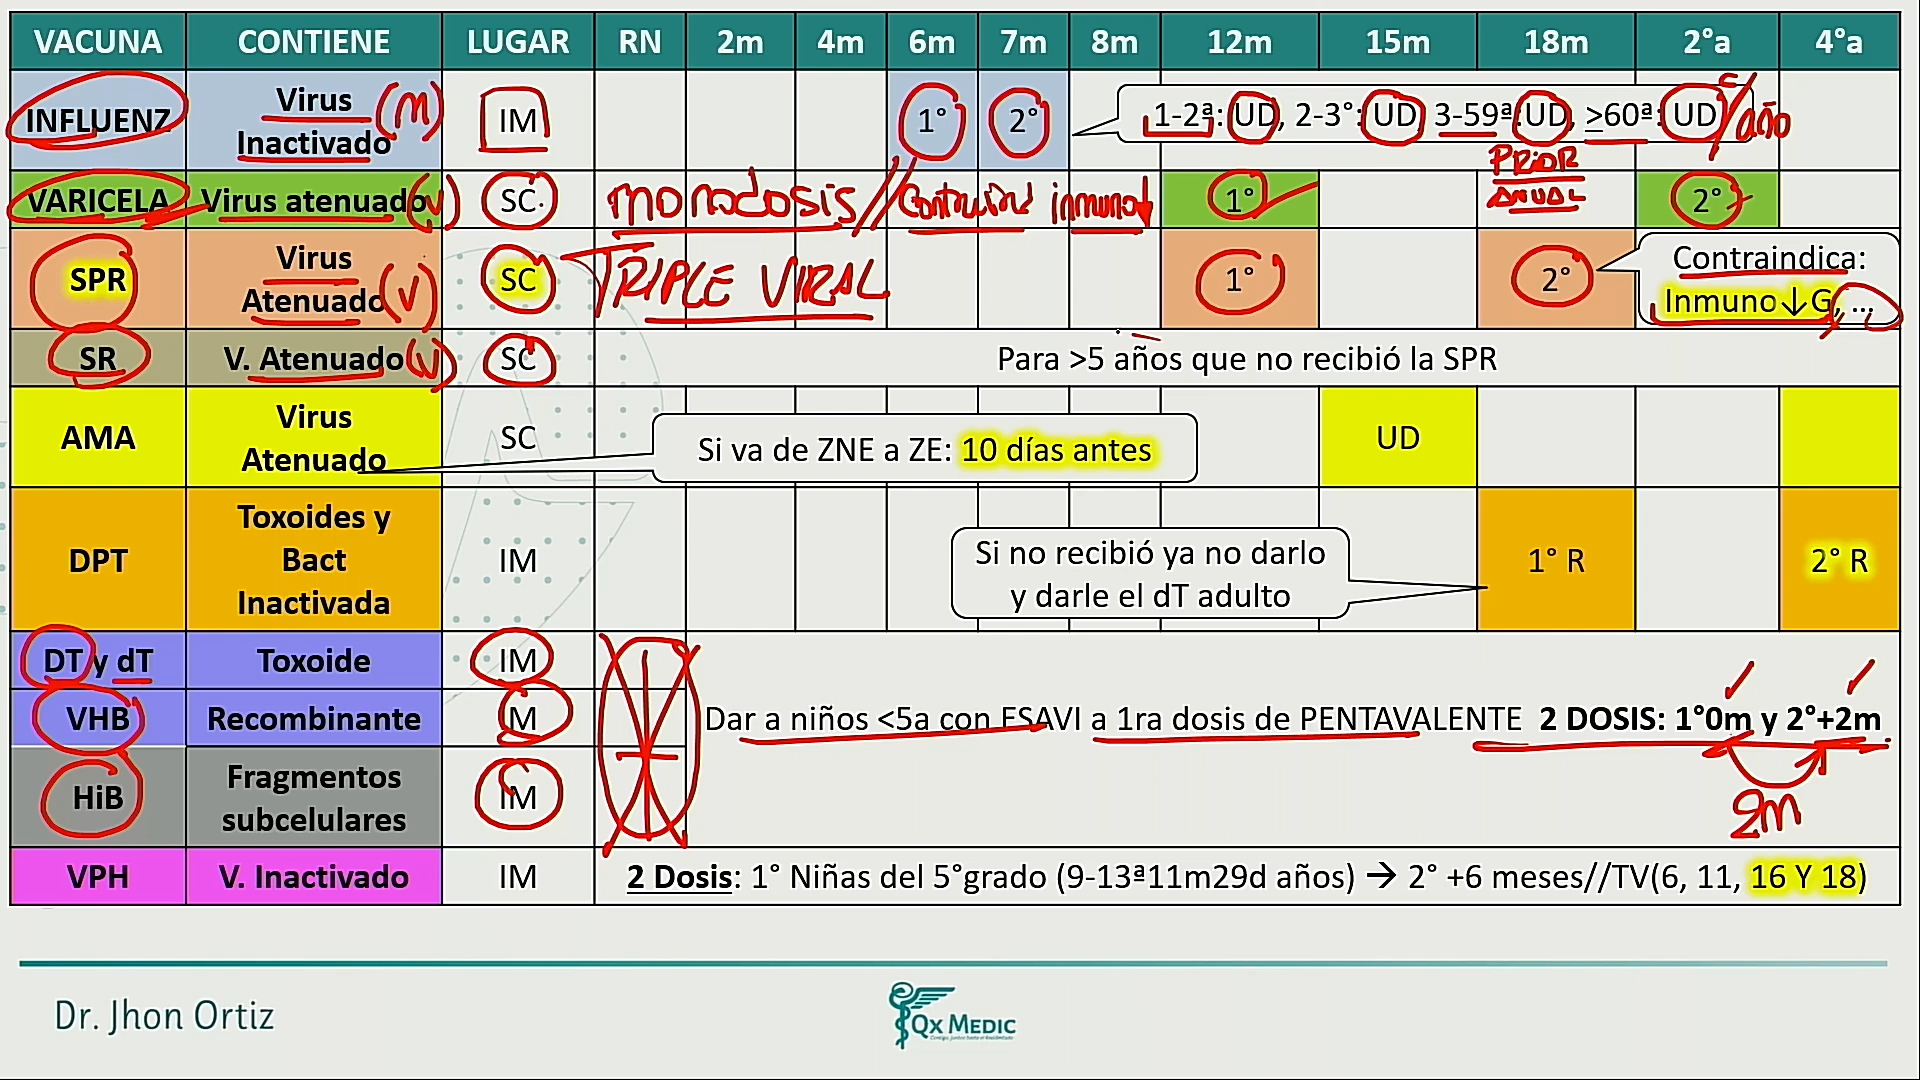 VACUNA CONTIENE LUGAR RN 2m 4m 6m 7m 8m 12m 15m 18m 2°a 4°a
INFLUENZ Virus Inactivado (M) IM 1° 2° 1-2ª: UD, 2-3°: UD, 3-59ª:UD, >60ª: UD c/año
PRIOR
ANUAL
VARICELA Virus atenuado (V) SC monodosis // Contraind inmuno↓ 1° 2°
SPR Virus Atenuado (V) SC TRIPLE VIRAL 1° 2° Contraindica:
Inmuno↓G, ...
SR V. Atenuado (V) SC Para >5 años que no recibió la SPR
AMA Virus Atenuado SC Si va de ZNE a ZE: 10 días antes UD
DPT Toxoides y Bact Inactivada IM Si no recibió ya no darlo
y darle el dT adulto 1° R 2° R
DT y dT Toxoide IM
VHB Recombinante M Dar a niños <5a con ESAVI a 1ra dosis de PENTAVALENTE 2 DOSIS: 1°0m y 2°+2m
2m
HiB Fragmentos subcelulares IM
VPH V. Inactivado IM 2 Dosis: 1° Niñas del 5°grado (9-13ª11m29d años) → 2° +6 meses//TV(6, 11, 16 Y 18)
Dr. Jhon Ortiz
Qx MEDIC